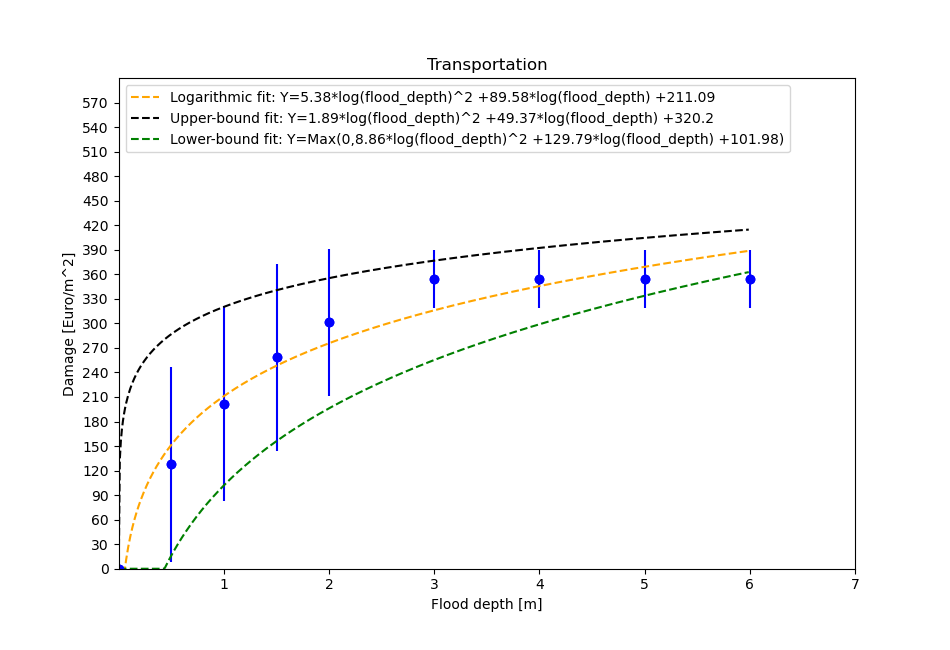 Transportation
Logarithmic fit: Y=5.38*log(flood_depth)^2 +89.58*log(flood_depth) +211.09
Upper-bound fit: Y=1.89*log(flood_depth)^2 +49.37*log(flood_depth) +320.2
Lower-bound fit: Y=Max(0,8.86*log(flood_depth)^2 +129.79*log(flood_depth) +101.98)
570
540
510
480
450
420
390
360
330
300
270
240
210
180
150
120
90
60
30
0
Damage [Euro/m^2]
1 2 3 4 5 6 7
Flood depth [m]